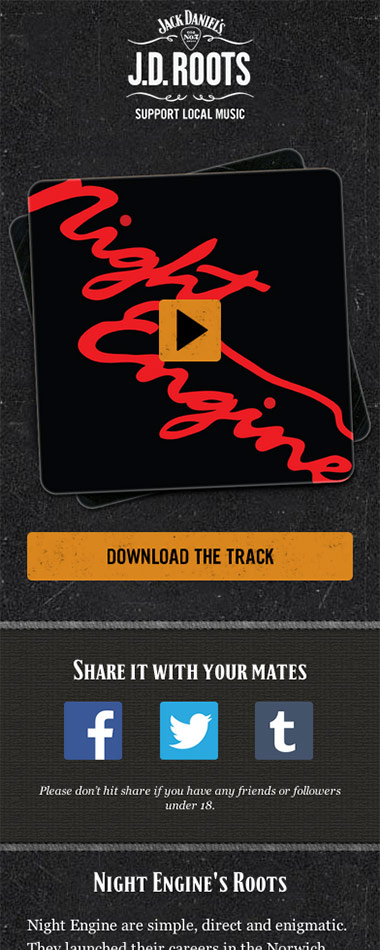 JACK DANIEL'S
OLD
No.7
J.D. ROOTS
SUPPORT LOCAL MUSIC
Night
Engine
DOWNLOAD THE TRACK
SHARE IT WITH YOUR MATES
f
t
Please don't hit share if you have any friends or followers
under 18.
NIGHT ENGINE'S ROOTS
Night Engine are simple, direct and enigmatic.
They launched their careers in the Norwich